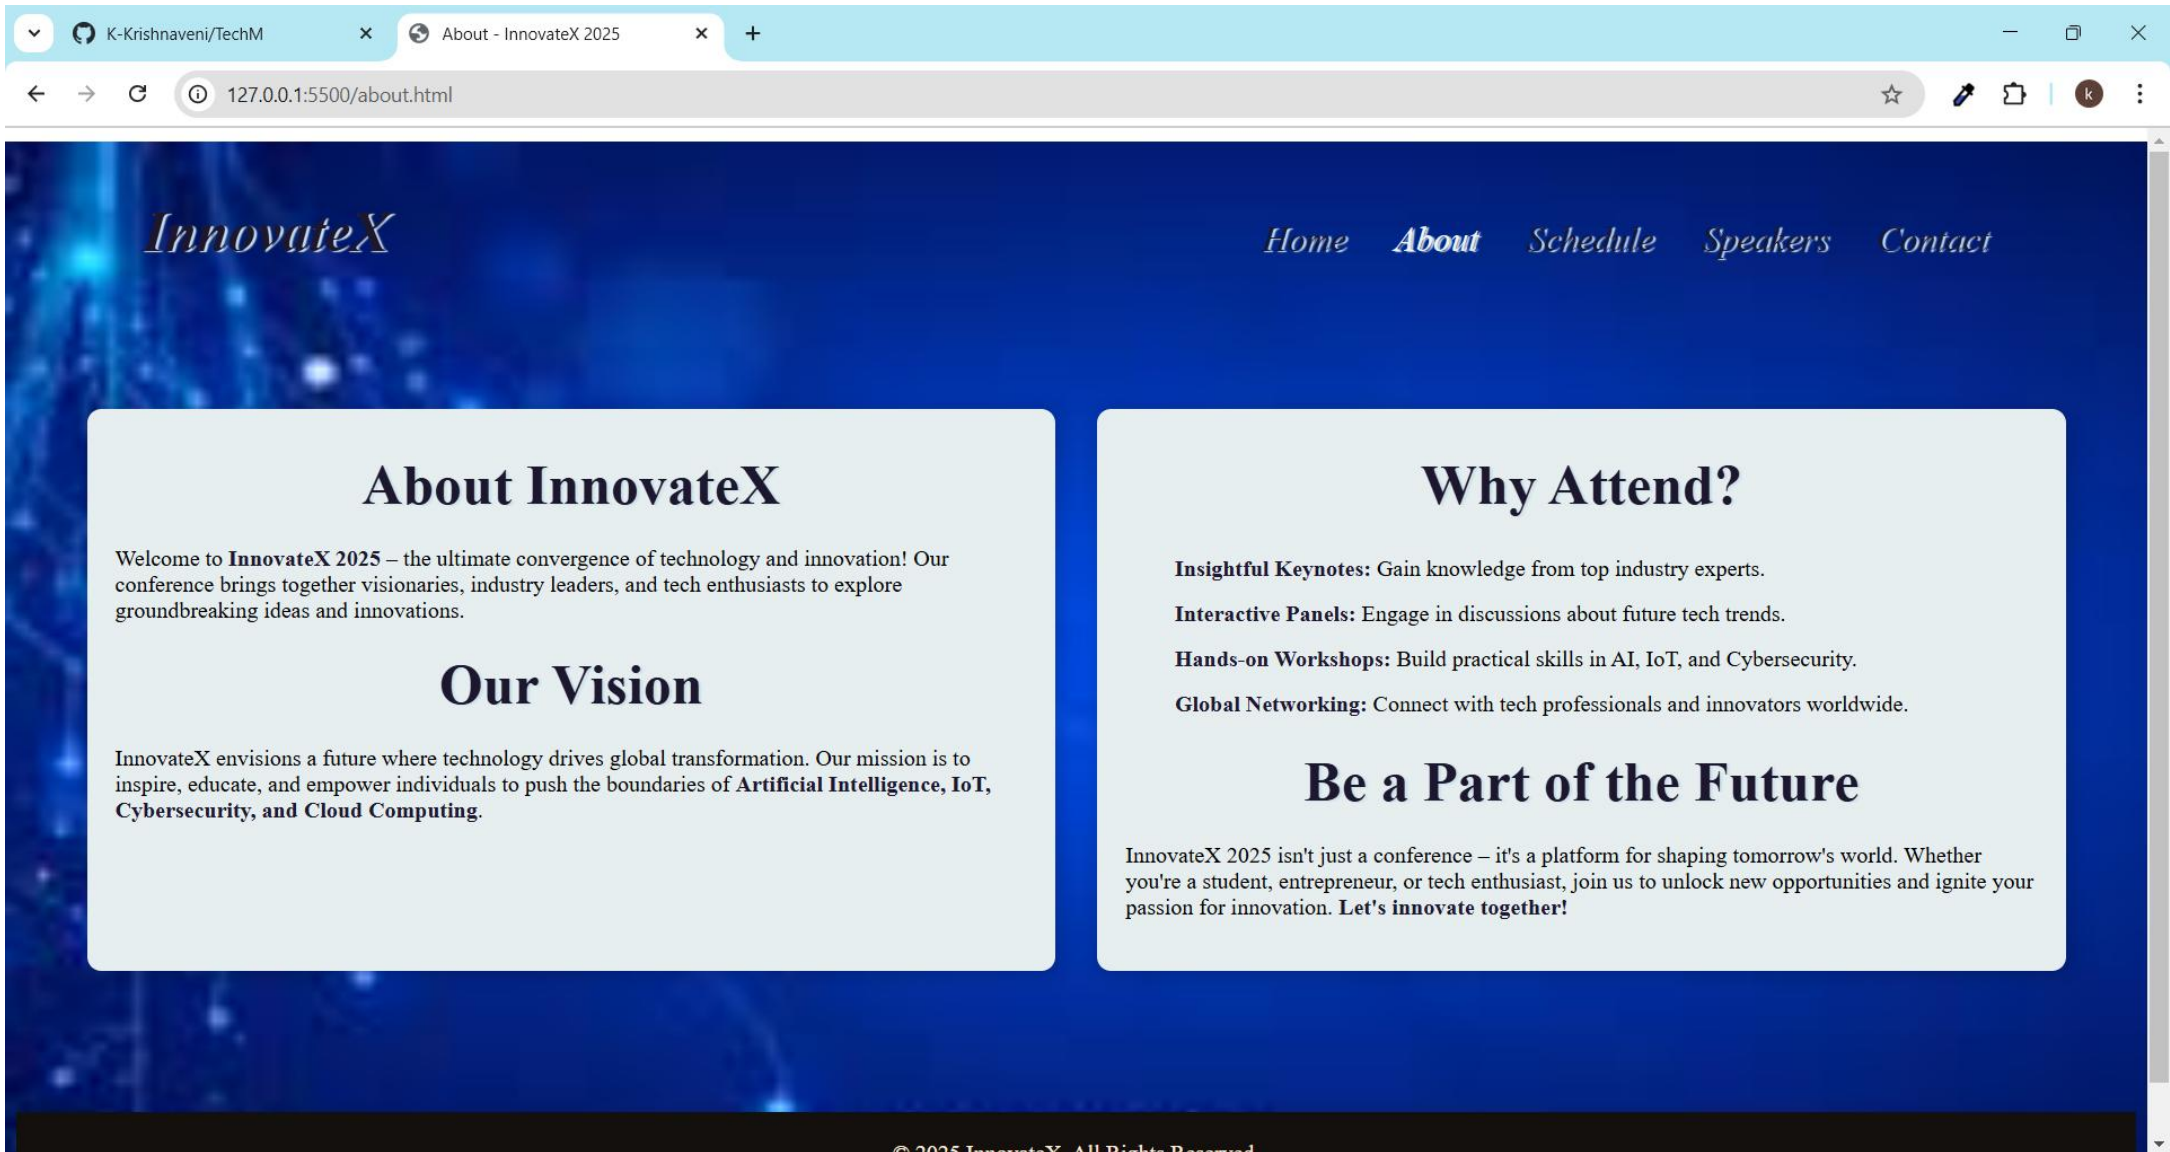 K-Krishnaveni/TechM
About - InnovateX 2025
127.0.0.1:5500/about.html
k
InnovateX
Home About Schedule Speakers Contact
About InnovateX
Welcome to InnovateX 2025 – the ultimate convergence of technology and innovation! Our
conference brings together visionaries, industry leaders, and tech enthusiasts to explore
groundbreaking ideas and innovations.
Our Vision
InnovateX envisions a future where technology drives global transformation. Our mission is to
inspire, educate, and empower individuals to push the boundaries of Artificial Intelligence, IoT,
Cybersecurity, and Cloud Computing.
Why Attend?
Insightful Keynotes: Gain knowledge from top industry experts.
Interactive Panels: Engage in discussions about future tech trends.
Hands-on Workshops: Build practical skills in AI, IoT, and Cybersecurity.
Global Networking: Connect with tech professionals and innovators worldwide.
Be a Part of the Future
InnovateX 2025 isn't just a conference – it's a platform for shaping tomorrow's world. Whether
you're a student, entrepreneur, or tech enthusiast, join us to unlock new opportunities and ignite your
passion for innovation. Let's innovate together!
© 2025 InnovateX. All Rights Reserved